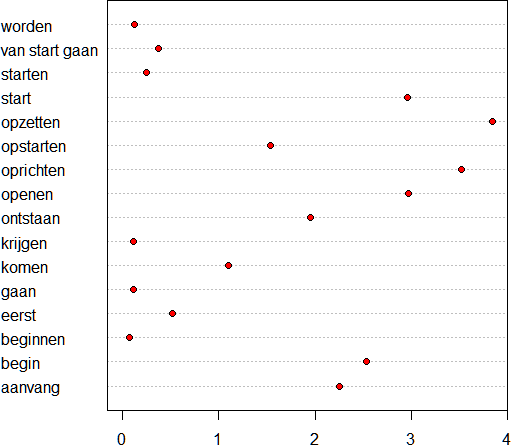 worden
van start gaan
starten
start
opzetten
opstarten
oprichten
openen
ontstaan
krijgen
komen
gaan
eerst
beginnen
begin
aanvang
0 1 2 3 4